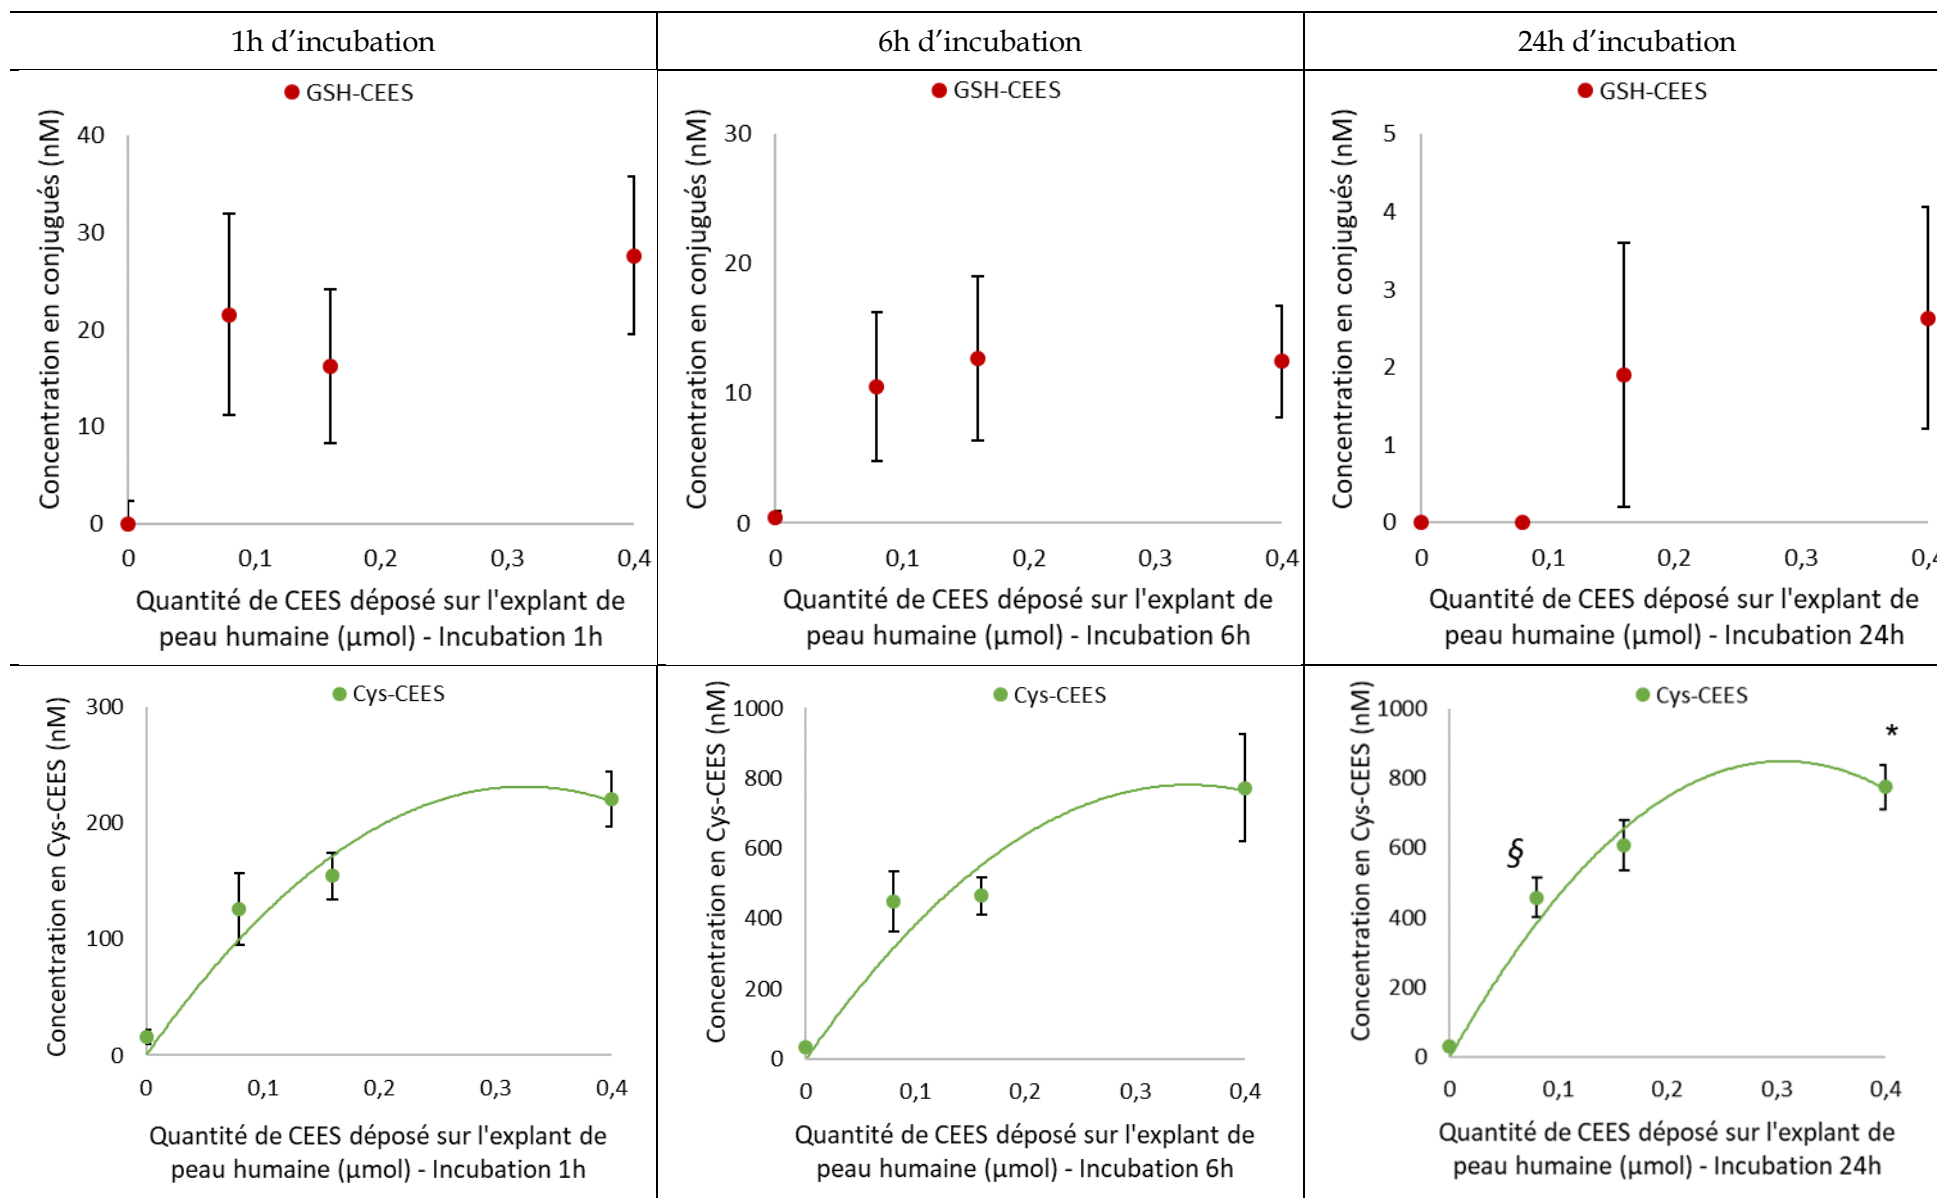 1h d’incubation
6h d’incubation
24h d’incubation
GSH-CEES
Concentration en conjugués (nM)
40
30
20
10
0
0 0,1 0,2 0,3 0,4
Quantité de CEES déposé sur l'explant de
peau humaine (µmol) - Incubation 1h
GSH-CEES
Concentration en conjugués (nM)
30
20
10
0
0 0,1 0,2 0,3 0,4
Quantité de CEES déposé sur l'explant de
peau humaine (µmol) - Incubation 6h
GSH-CEES
Concentration en conjugués (nM)
5
4
3
2
1
0
0 0,1 0,2 0,3 0,4
Quantité de CEES déposé sur l'explant de
peau humaine (µmol) - Incubation 24h
Cys-CEES
Concentration en Cys-CEES (nM)
300
200
100
0
0 0,1 0,2 0,3 0,4
Quantité de CEES déposé sur l'explant de
peau humaine (µmol) - Incubation 1h
Cys-CEES
Concentration en Cys-CEES (nM)
1000
800
600
400
200
0
0 0,1 0,2 0,3 0,4
Quantité de CEES déposé sur l'explant de
peau humaine (µmol) - Incubation 6h
Cys-CEES
Concentration en Cys-CEES (nM)
1000
*
800
§
600
400
200
0
0 0,1 0,2 0,3 0,4
Quantité de CEES déposé sur l'explant de
peau humaine (µmol) - Incubation 24h